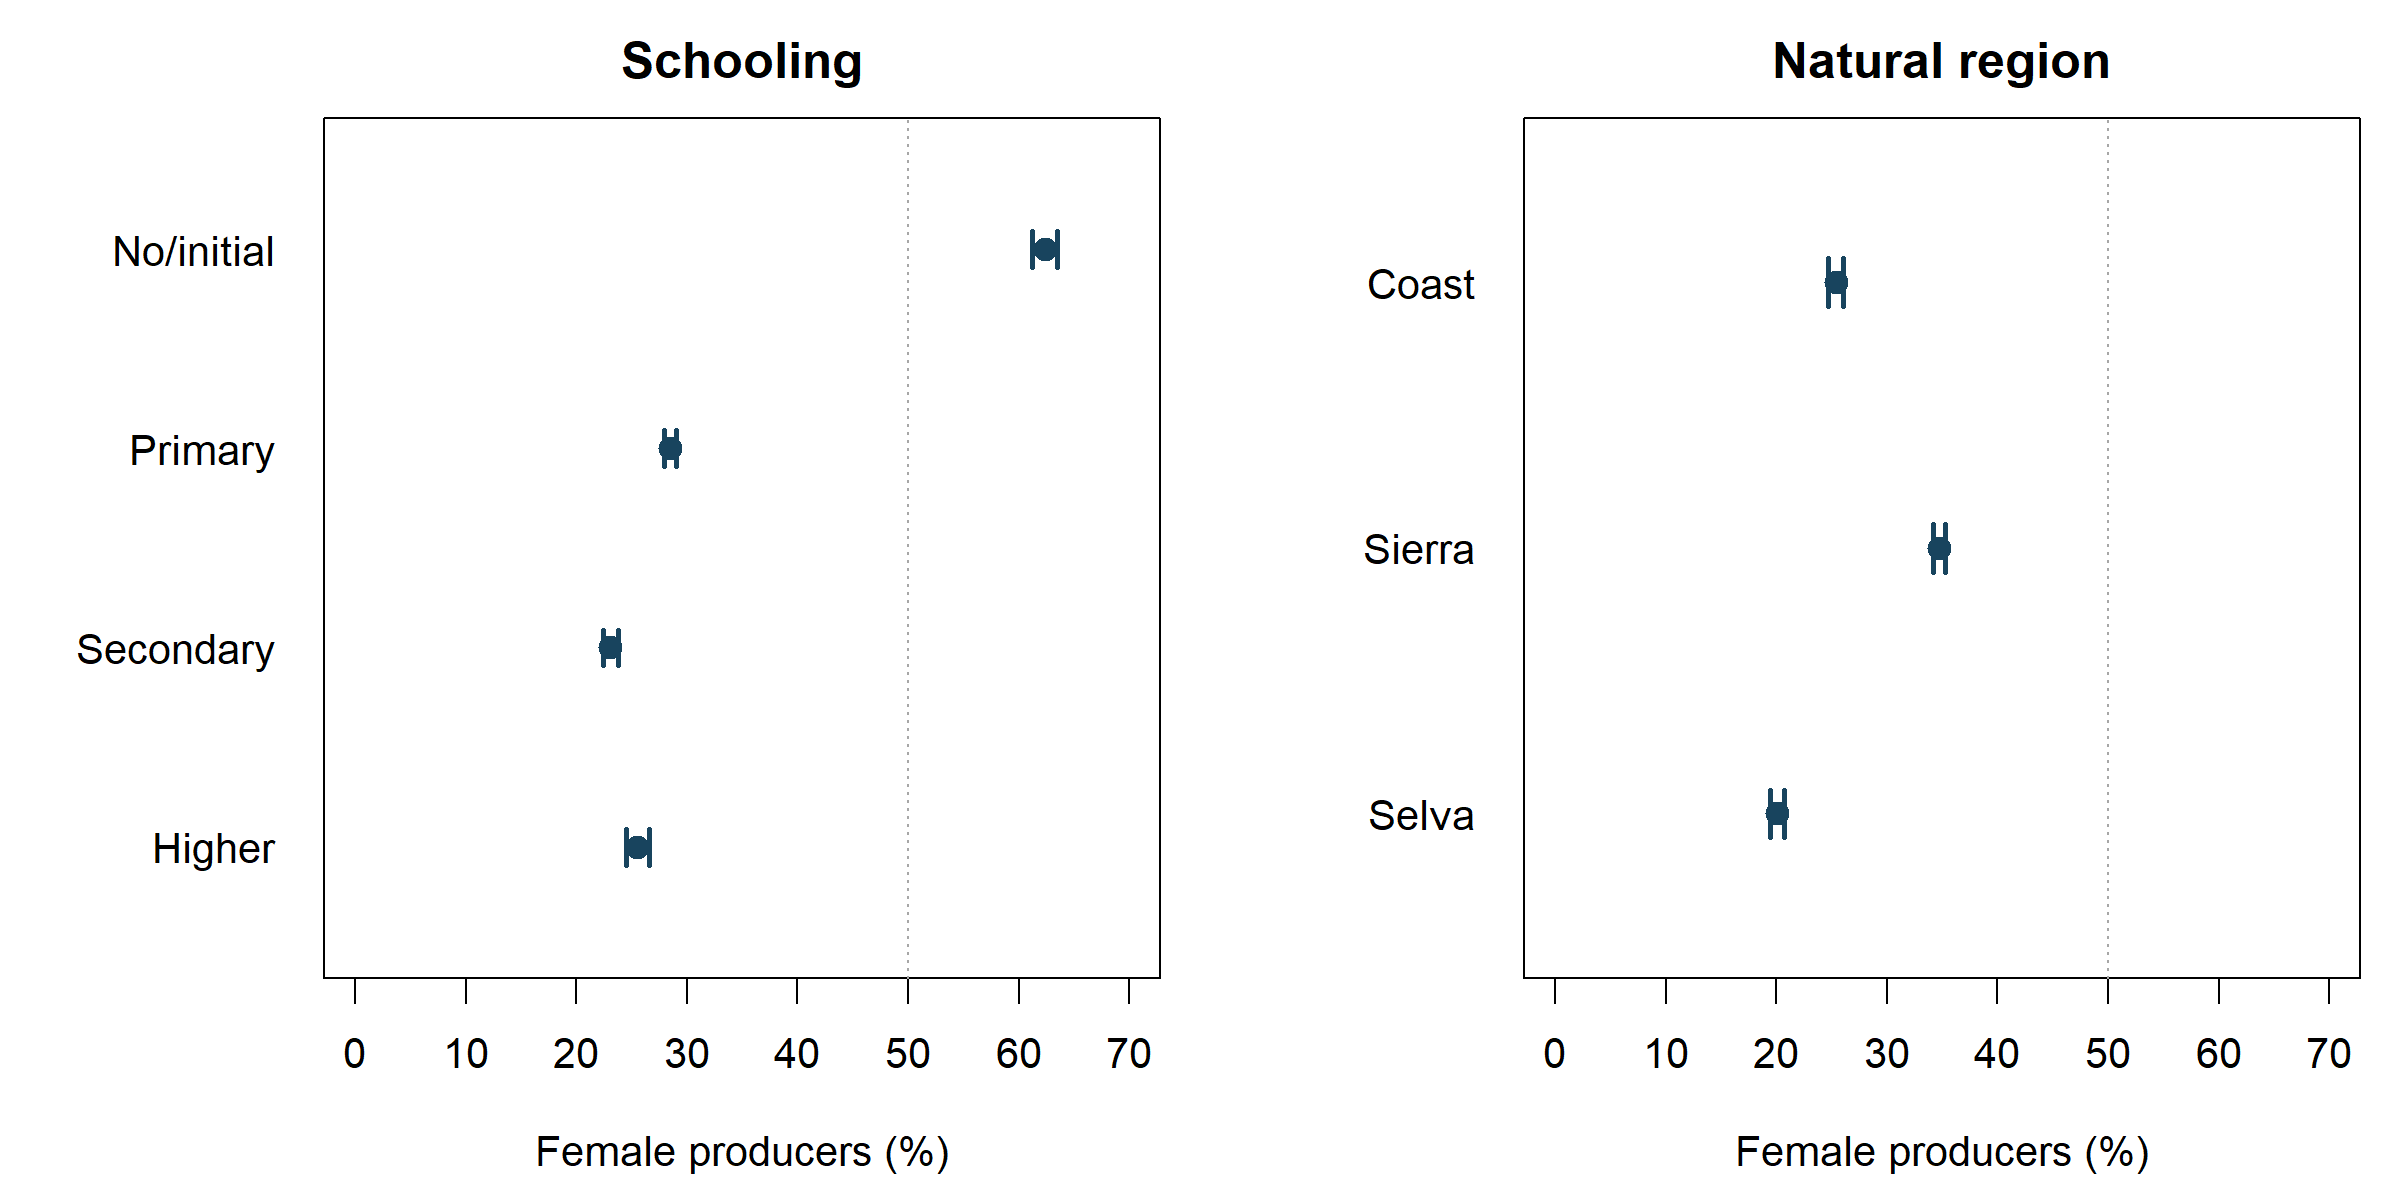 Schooling
No/initial
Primary
Secondary
Higher
0 10 20 30 40 50 60 70
Female producers (%)
Natural region
Coast
Sierra
Selva
0 10 20 30 40 50 60 70
Female producers (%)